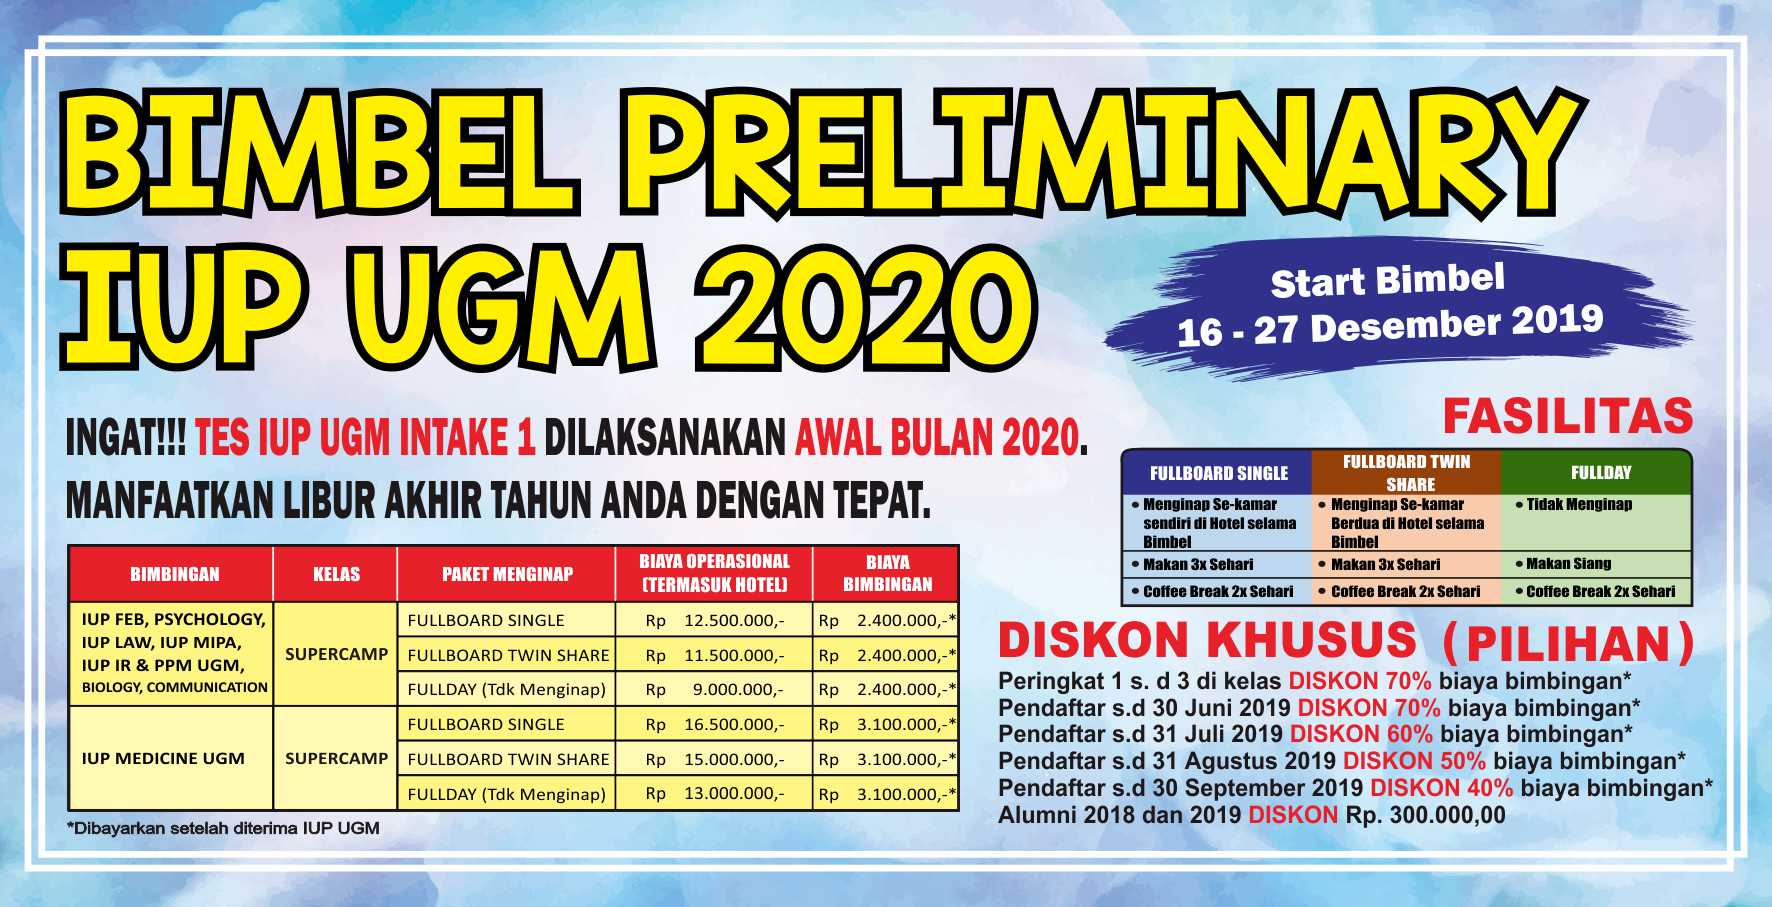 BIMBEL PRELIMINARY
IUP UGM 2020
Start Bimbel
16 - 27 Desember 2019
INGAT!!! TES IUP UGM INTAKE 1 DILAKSANAKAN AWAL BULAN 2020.
MANFAATKAN LIBUR AKHIR TAHUN ANDA DENGAN TEPAT.
BIMBINGAN KELAS PAKET MENGINAP BIAYA OPERASIONAL (TERMASUK HOTEL) BIAYA BIMBINGAN
IUP FEB, PSYCHOLOGY,
IUP LAW, IUP MIPA,
IUP IR & PPM UGM,
BIOLOGY, COMMUNICATION
SUPERCAMP
FULLBOARD SINGLE Rp 12.500.000,- Rp 2.400.000,-*
FULLBOARD TWIN SHARE Rp 11.500.000,- Rp 2.400.000,-*
FULLDAY (Tdk Menginap) Rp 9.000.000,- Rp 2.400.000,-*
IUP MEDICINE UGM
SUPERCAMP
FULLBOARD SINGLE Rp 16.500.000,- Rp 3.100.000,-*
FULLBOARD TWIN SHARE Rp 15.000.000,- Rp 3.100.000,-*
FULLDAY (Tdk Menginap) Rp 13.000.000,- Rp 3.100.000,-*
*Dibayarkan setelah diterima IUP UGM
FASILITAS
FULLBOARD SINGLE
• Menginap Se-kamar
sendiri di Hotel selama
Bimbel
• Makan 3x Sehari
• Coffee Break 2x Sehari
FULLBOARD TWIN
SHARE
• Menginap Se-kamar
Berdua di Hotel selama
Bimbel
• Makan 3x Sehari
• Coffee Break 2x Sehari
FULLDAY
• Tidak Menginap
• Makan Siang
• Coffee Break 2x Sehari
DISKON KHUSUS (PILIHAN)
Peringkat 1 s. d 3 di kelas DISKON 70% biaya bimbingan*
Pendaftar s.d 30 Juni 2019 DISKON 70% biaya bimbingan*
Pendaftar s.d 31 Juli 2019 DISKON 60% biaya bimbingan*
Pendaftar s.d 31 Agustus 2019 DISKON 50% biaya bimbingan*
Pendaftar s.d 30 September 2019 DISKON 40% biaya bimbingan*
Alumni 2018 dan 2019 DISKON Rp. 300.000,00